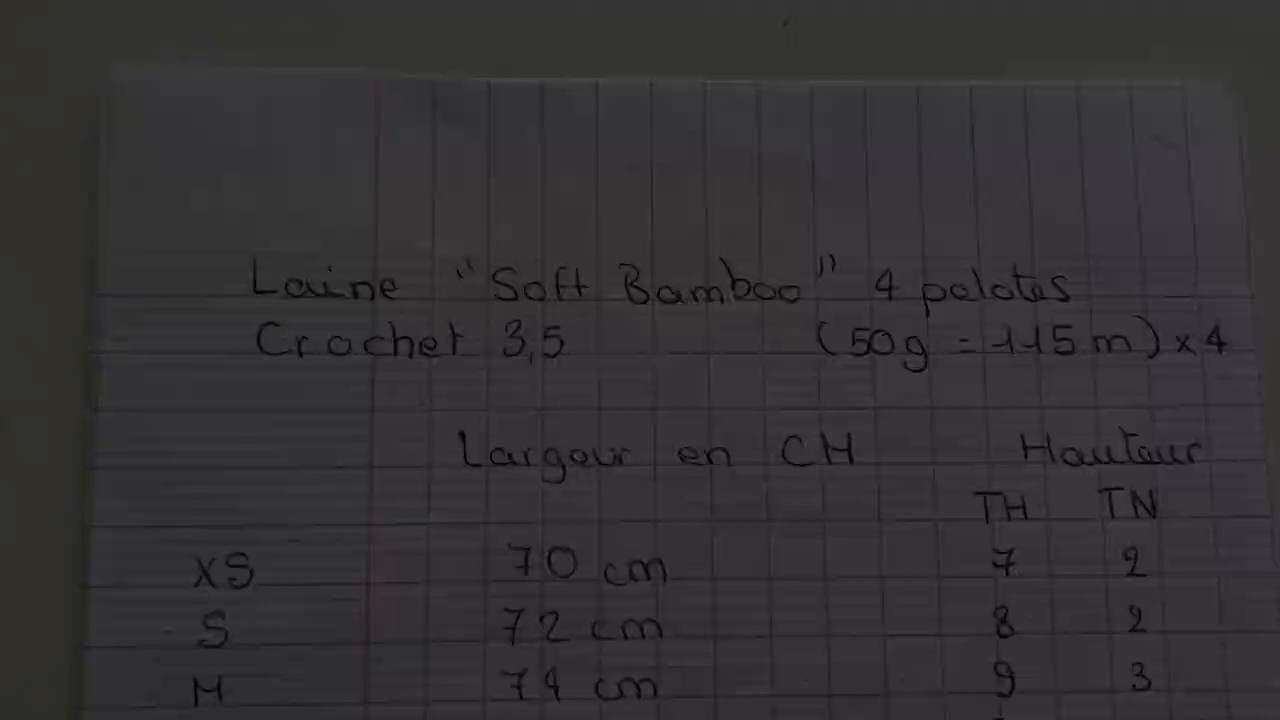 Laine "Soft Bamboo" 4 pelotes
Crochet 3,5 (50g = 115 m) x 4
Largeur en CH Hauteur
TH TN
XS 70 cm 7 2
S 72 cm 8 2
M 74 cm 9 3